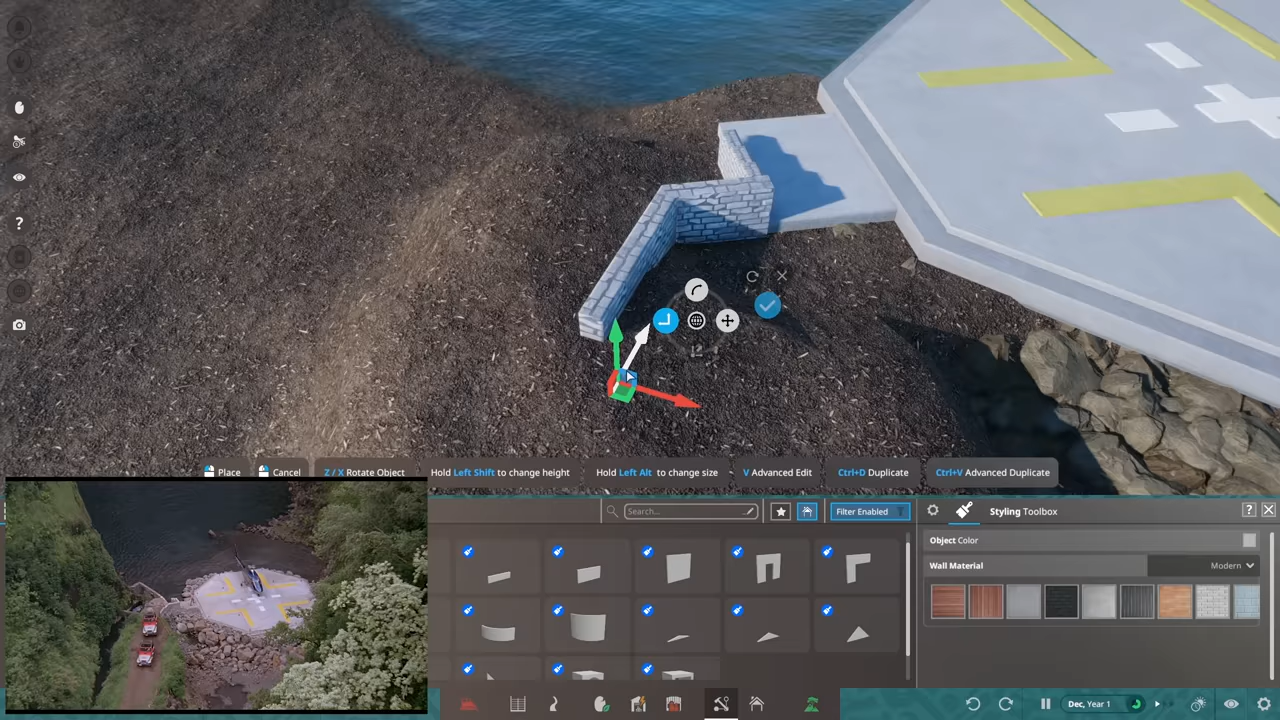 ?
Place
Cancel
Z / X Rotate Object
Hold Left Shift to change height
Hold Left Alt to change size
V Advanced Edit
Ctrl+D Duplicate
Ctrl+V Advanced Duplicate
Search...
Filter Enabled
Styling Toolbox
?
Object Color
Wall Material
Modern
Dec, Year 1